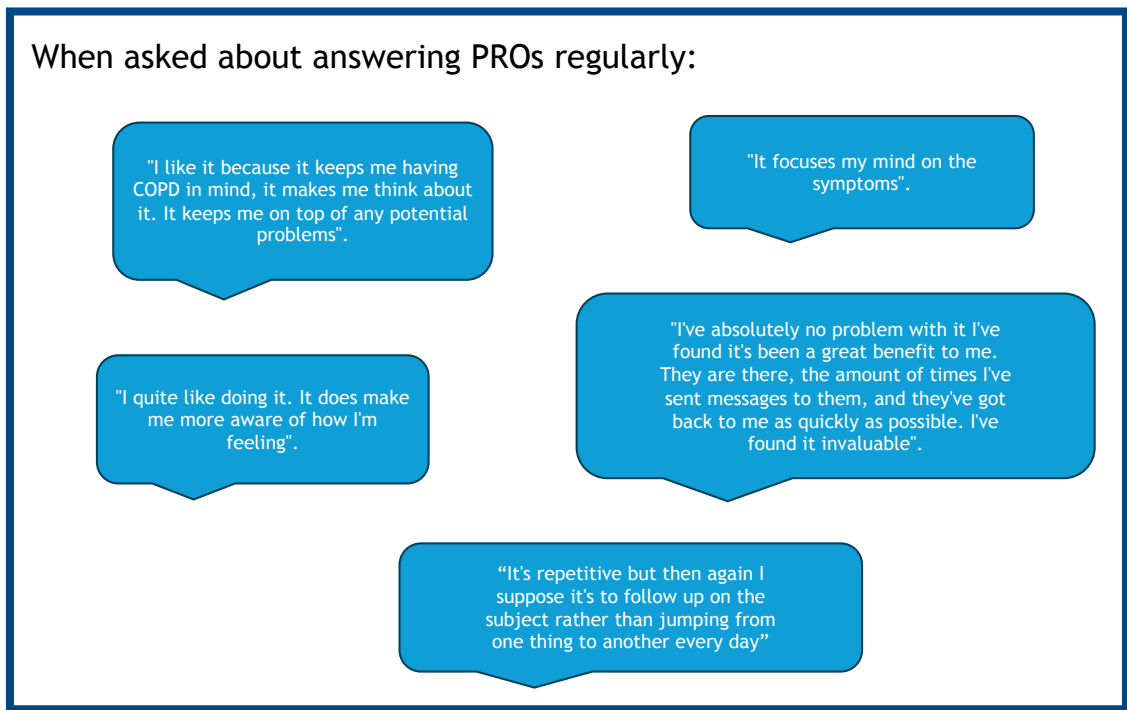 When asked about answering PROs regularly:
"I like it because it keeps me having
COPD in mind, it makes me think about
it. It keeps me on top of any potential
problems".
"It focuses my mind on the
symptoms".
"I've absolutely no problem with it I've
found it's been a great benefit to me.
They are there, the amount of times I've
sent messages to them, and they've got
back to me as quickly as possible. I've
found it invaluable".
"I quite like doing it. It does make
me more aware of how I'm
feeling".
“It's repetitive but then again I
suppose it's to follow up on the
subject rather than jumping from
one thing to another every day”